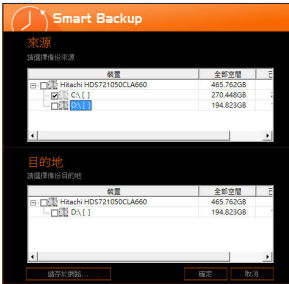 Smart Backup
來源
請選擇備份來源
裝置 全部空間 已
Hitachi HDS721050CLA660 465.762GB
C:\ [ ] 270.448GB
D:\ [ ] 194.823GB
目的地
請選擇備份目的地
裝置 全部空間 已
Hitachi HDS721050CLA660 465.762GB
D:\ [ ] 194.823GB
儲存於網路... 確定 取消